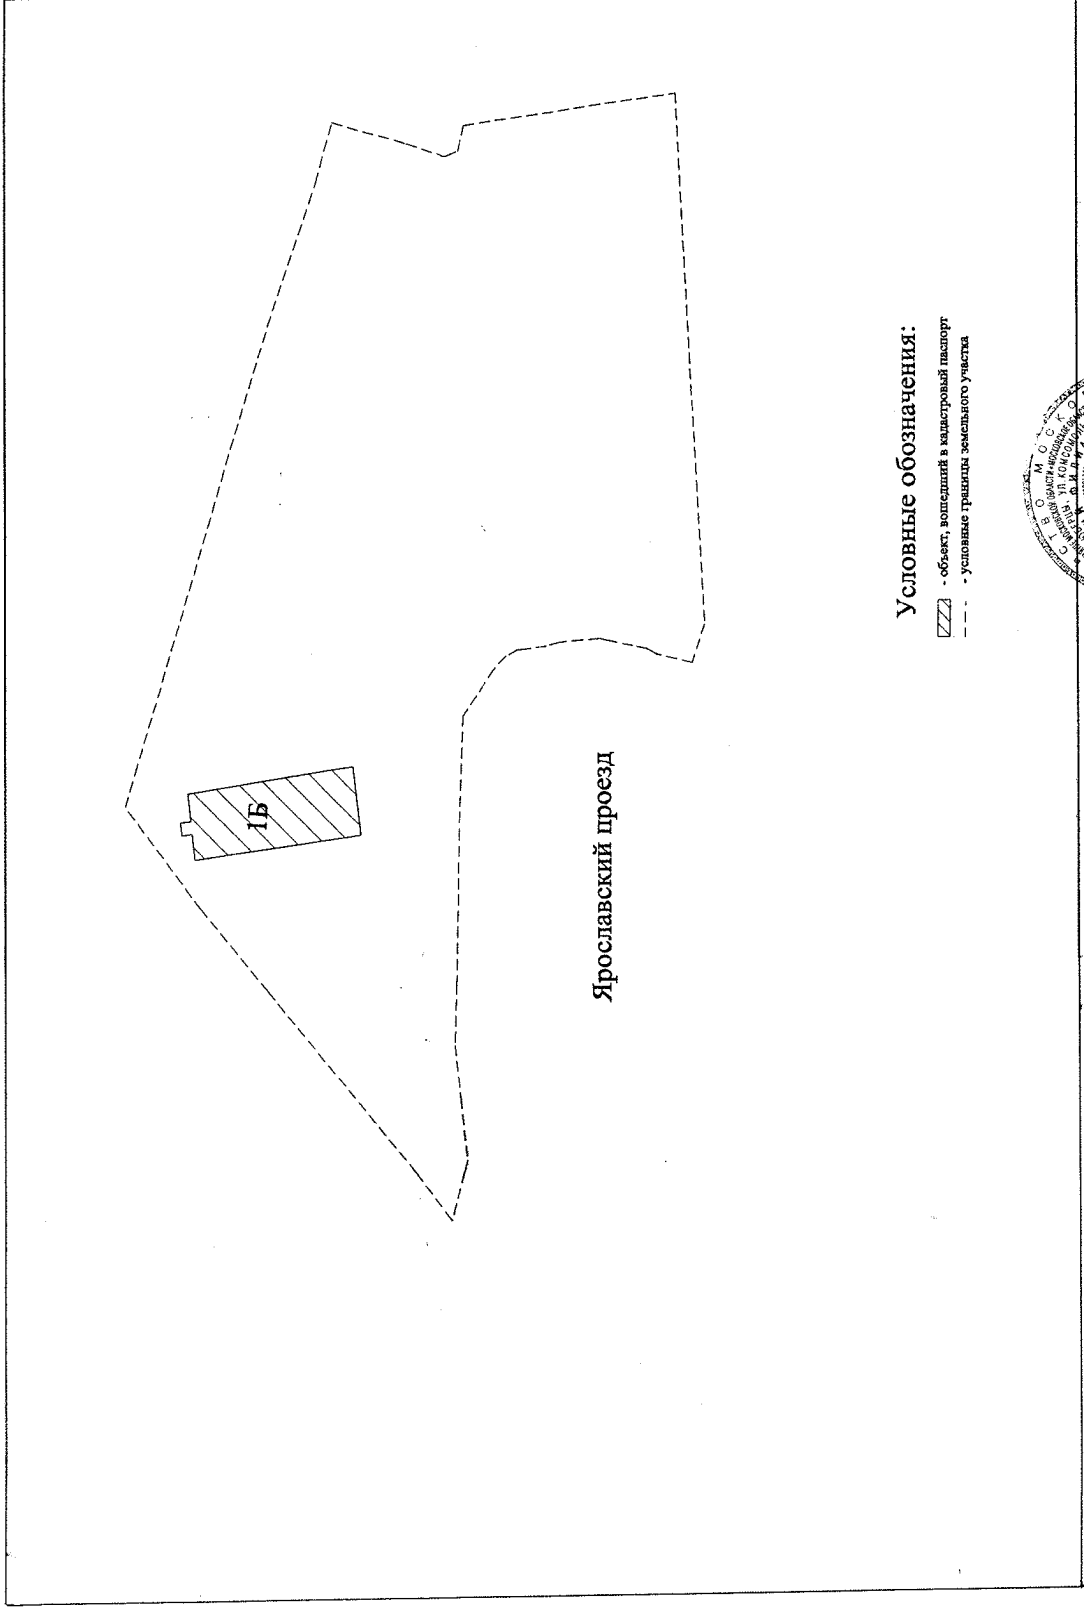 1Б
Ярославский проезд
Условные обозначения:
- объект, вошедший в кадастровый паспорт
- условные границы земельного участка
С Т В О М О С К О